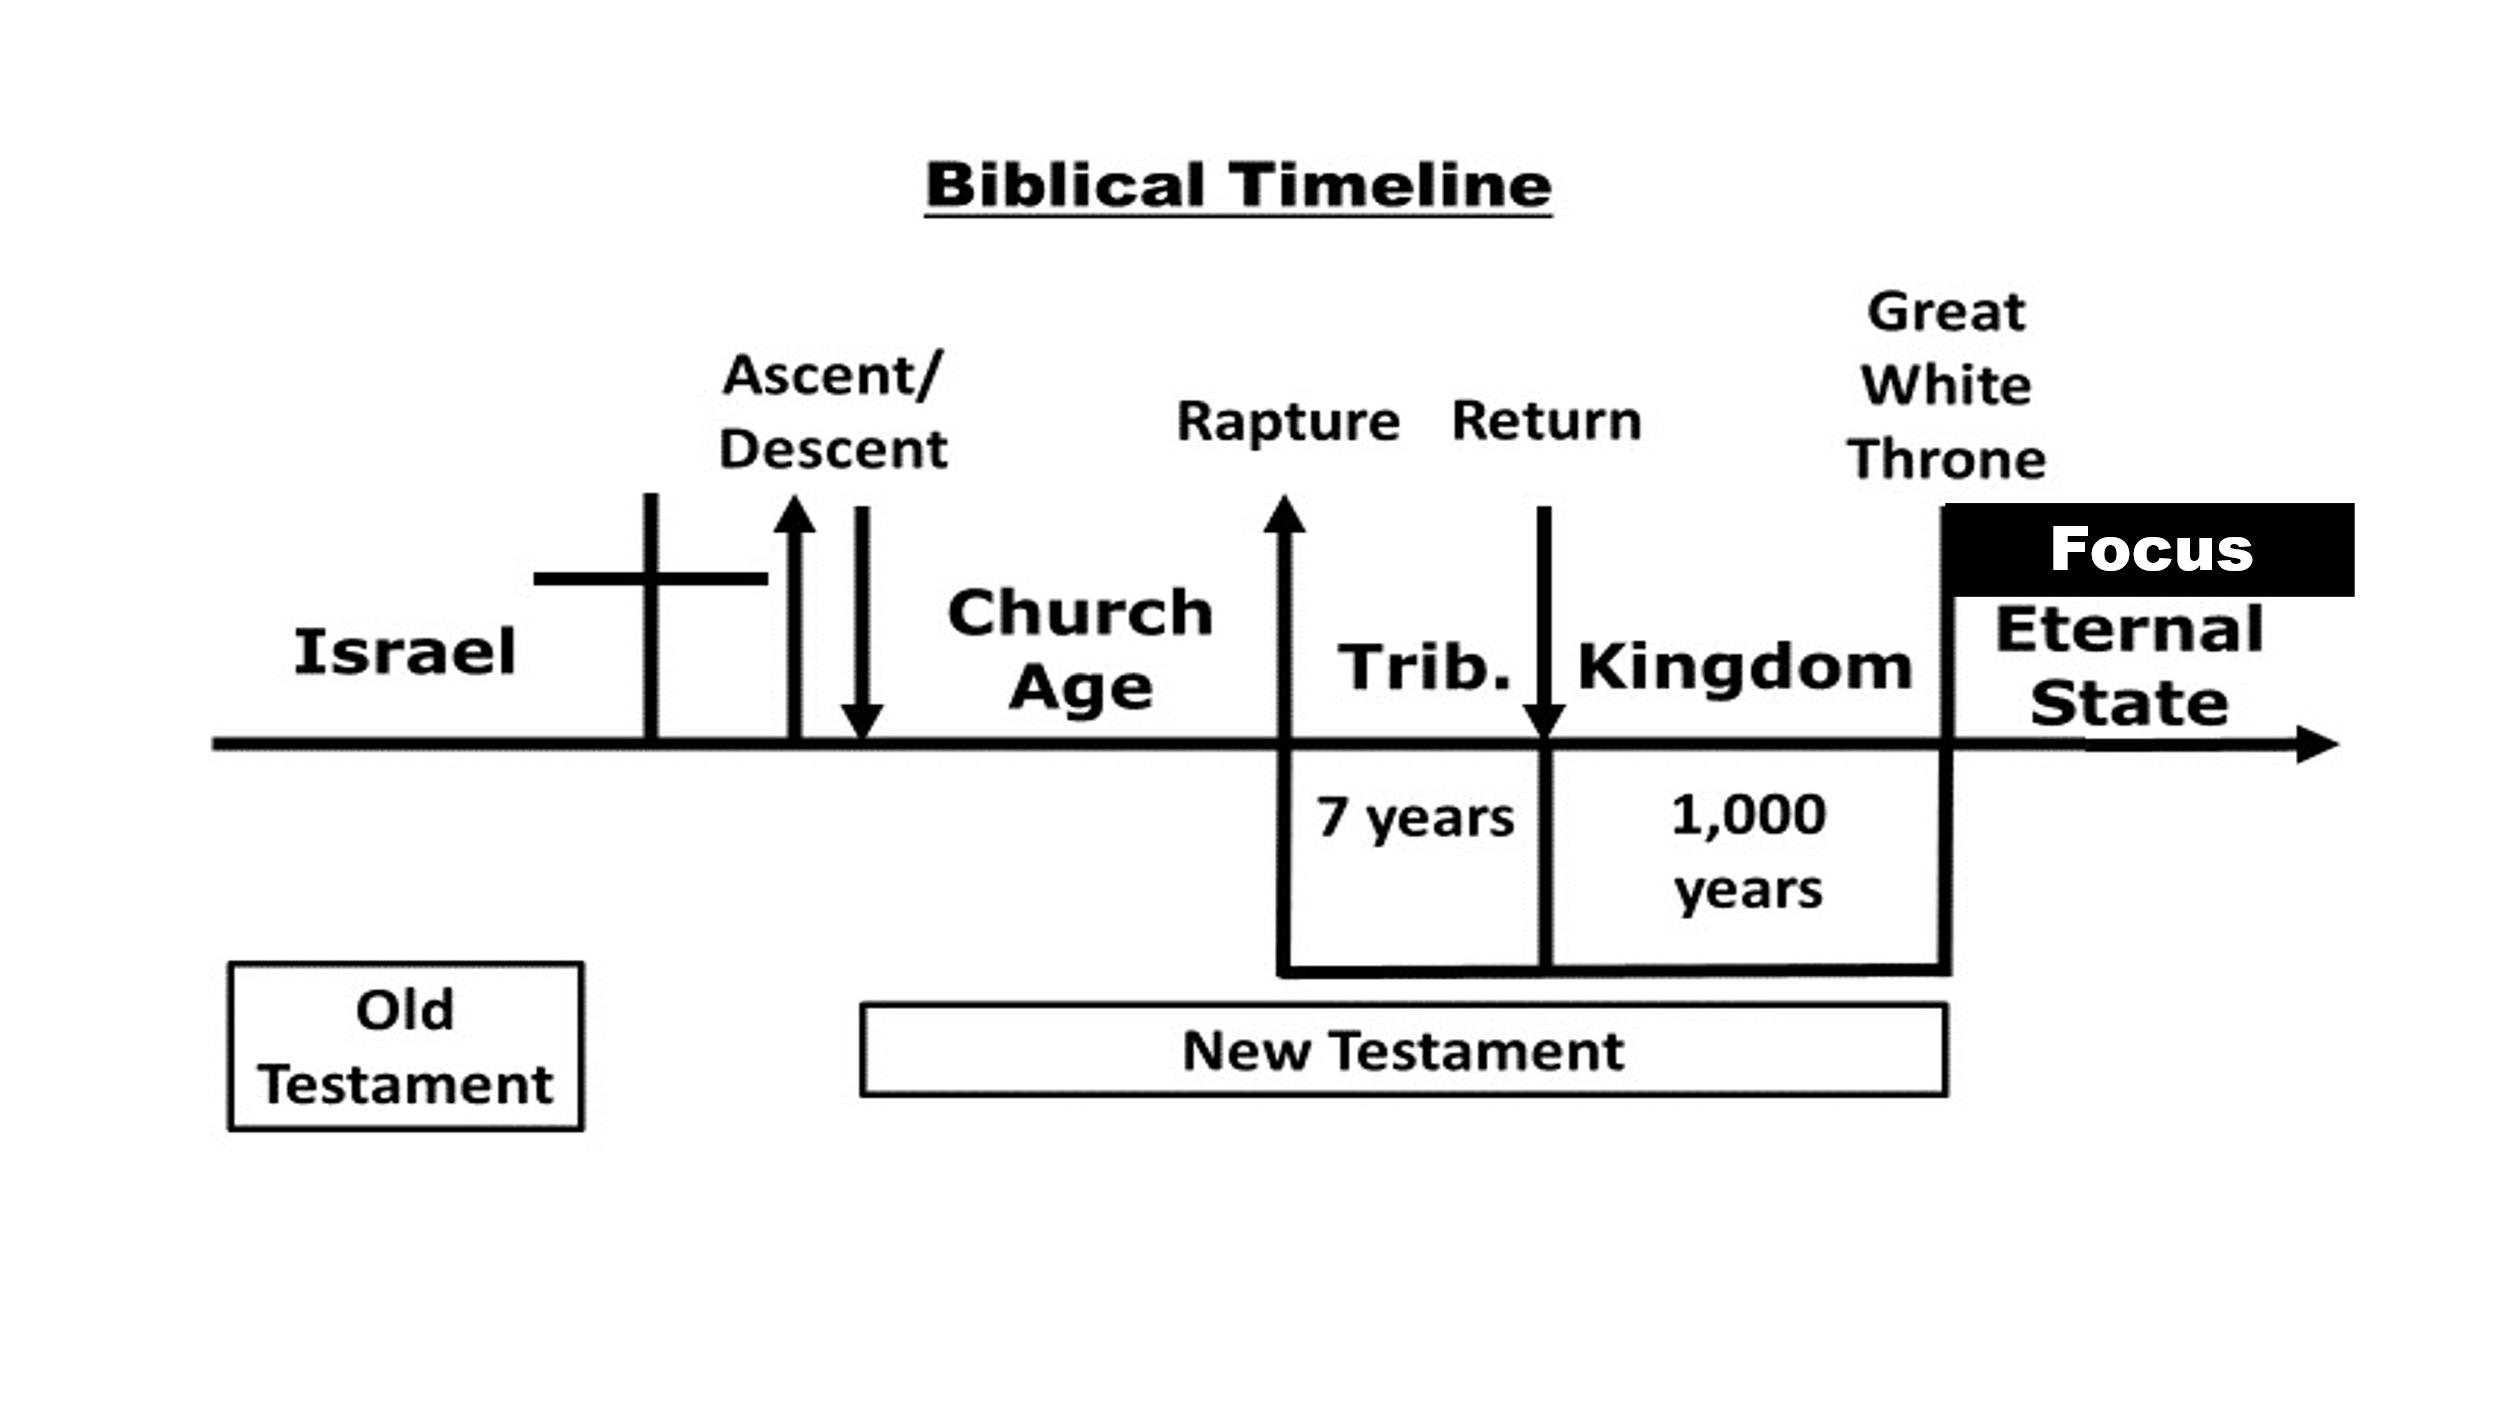 Biblical Timeline
Ascent/
Descent
Rapture
Return
Great
White
Throne
Focus
Israel
Church
Age
Trib.
Kingdom
Eternal
State
7 years
1,000
years
Old
Testament
New Testament